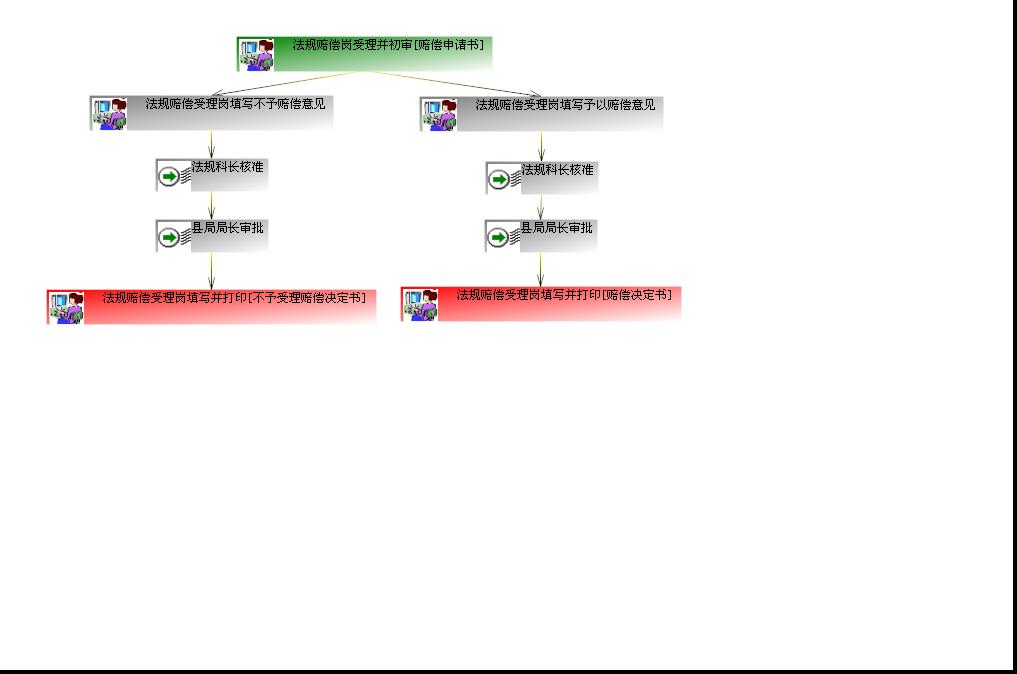 法规赔偿岗受理并初审[赔偿申请书]
法规赔偿受理岗填写不予赔偿意见
法规赔偿受理岗填写予以赔偿意见
法规科长核准
法规科长核准
县局局长审批
县局局长审批
法规赔偿受理岗填写并打印[不予受理赔偿决定书]
法规赔偿受理岗填写并打印[赔偿决定书]